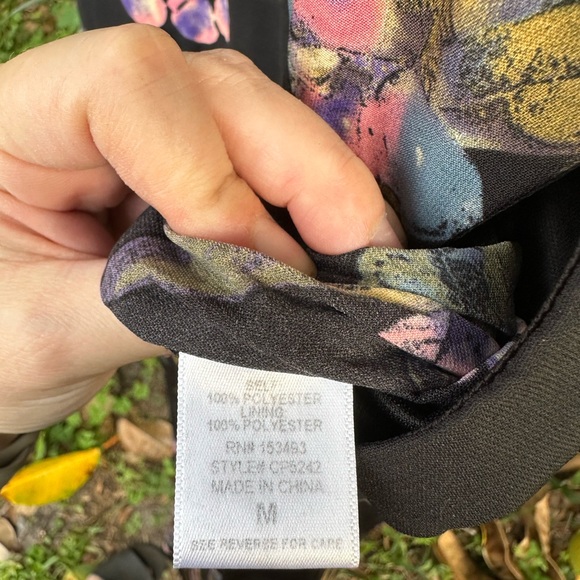 SELF:
100% POLYESTER
LINING:
100% POLYESTER
RN# 153493
STYLE# CP5242
MADE IN CHINA
M
SEE REVERSE FOR CARE